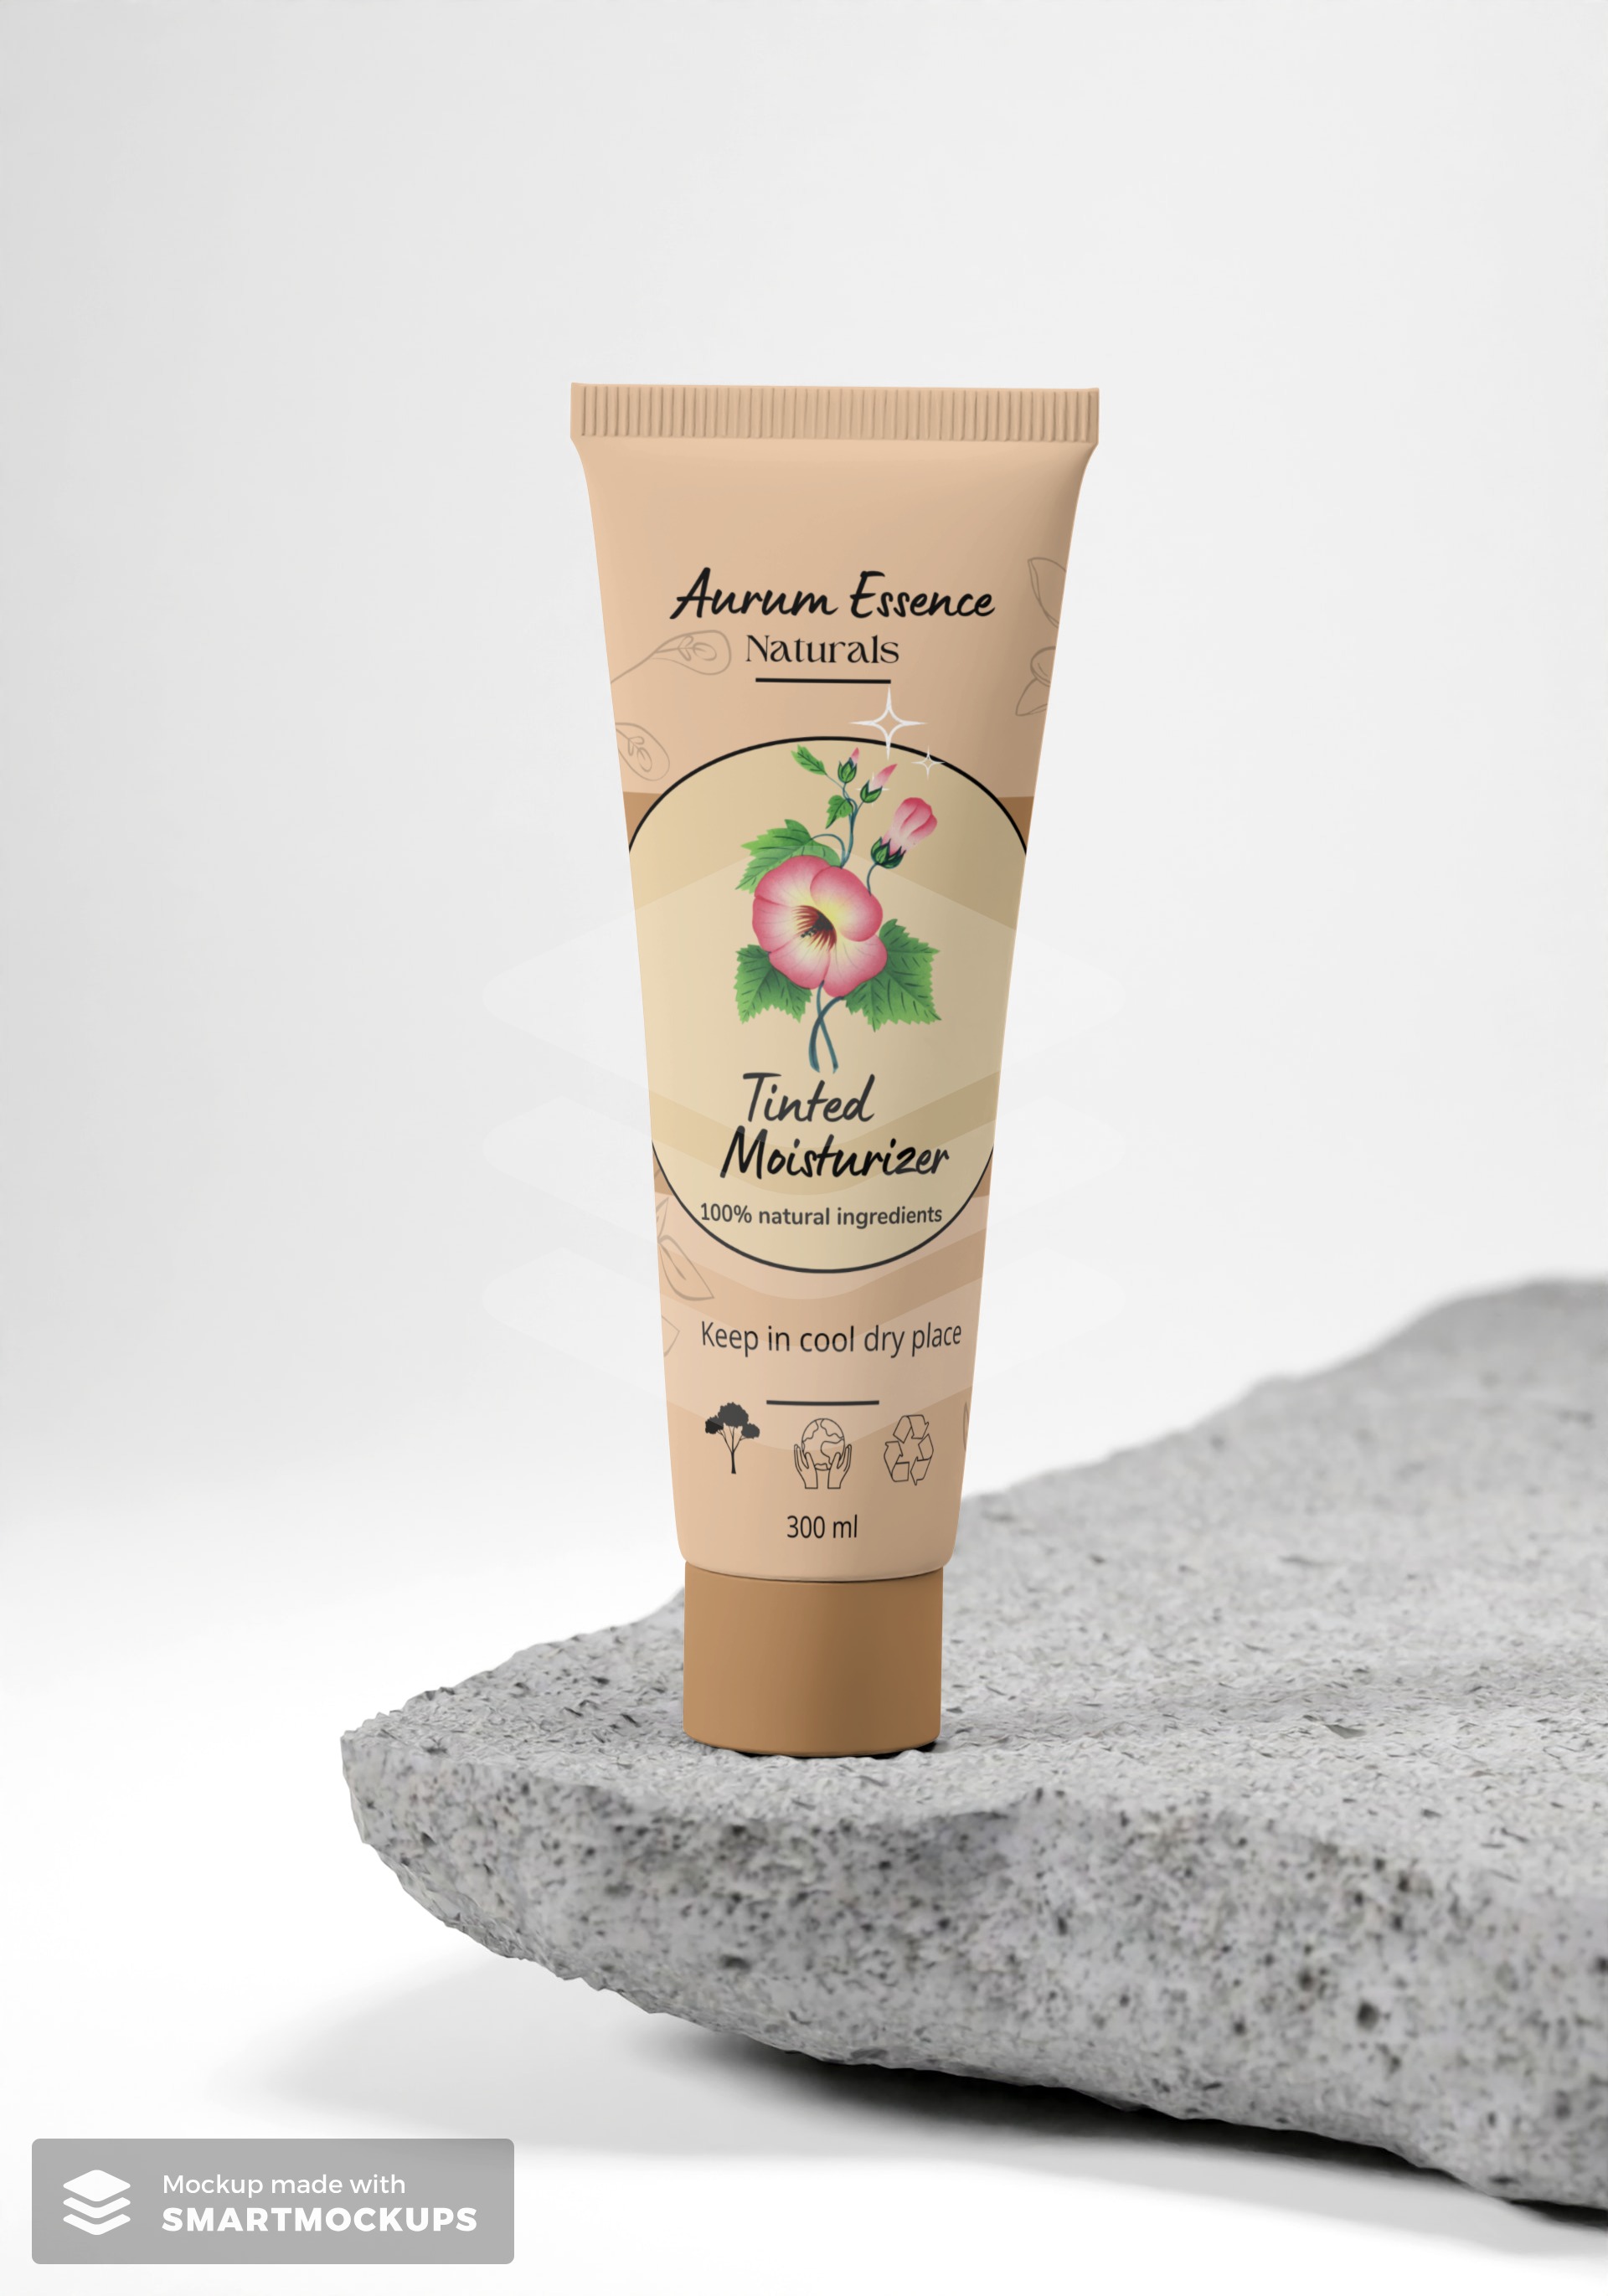 Aurum Essence
Naturals
Tinted
Moisturizer
100% natural ingredients
Keep in cool dry place
300 ml
Mockup made with
SMARTMOCKUPS